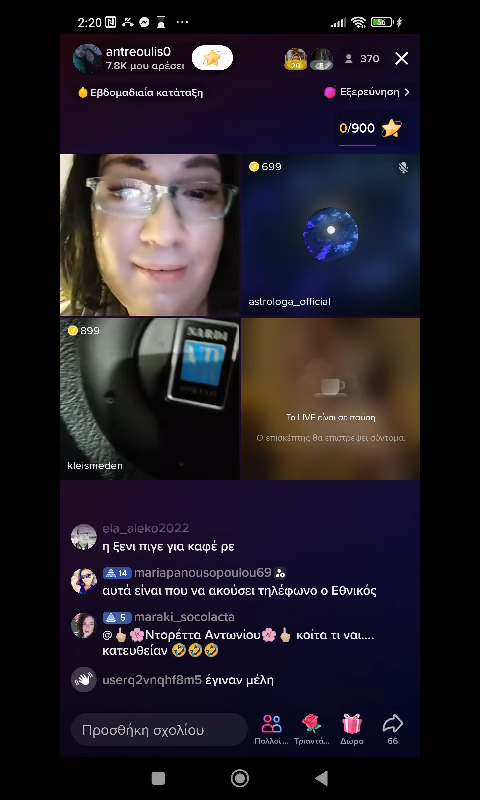 2:20
56
antreoulis0
7.8K μου αρέσει
370
Εβδομαδιαία κατάταξη
Εξερεύνηση
0/900
699
astrologa_official
899
NARDI
kleismeden
Το LIVE είναι σε παύση
Ο επισκέπτης θα επιστρέψει σύντομα.
ela_aleko2022
η ξενι πιγε για καφέ ρε
14 mariapanousopoulou69
αυτά είναι που να ακούσει τηλέφωνο ο Εθνικός
5 maraki_socolacta
@☝🏻🌸Ντορέττα Αντωνίου🌸☝🏻 κοίτα τι ναι....
κατευθείαν 🤣🤣🤣
userq2vnqhf8m5 έγιναν μέλη
Προσθήκη σχολίου
Πολλοί... Τριαντά... Δώρο 66